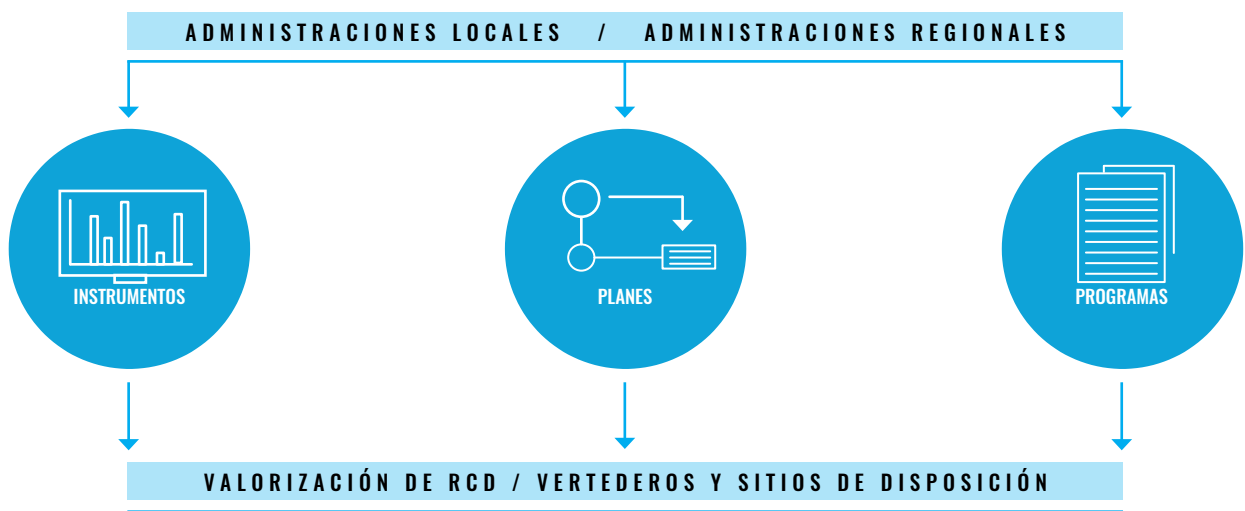 ADMINISTRACIONES LOCALES / ADMINISTRACIONES REGIONALES
INSTRUMENTOS
PLANES
PROGRAMAS
VALORIZACIÓN DE RCD / VERTEDEROS Y SITIOS DE DISPOSICIÓN